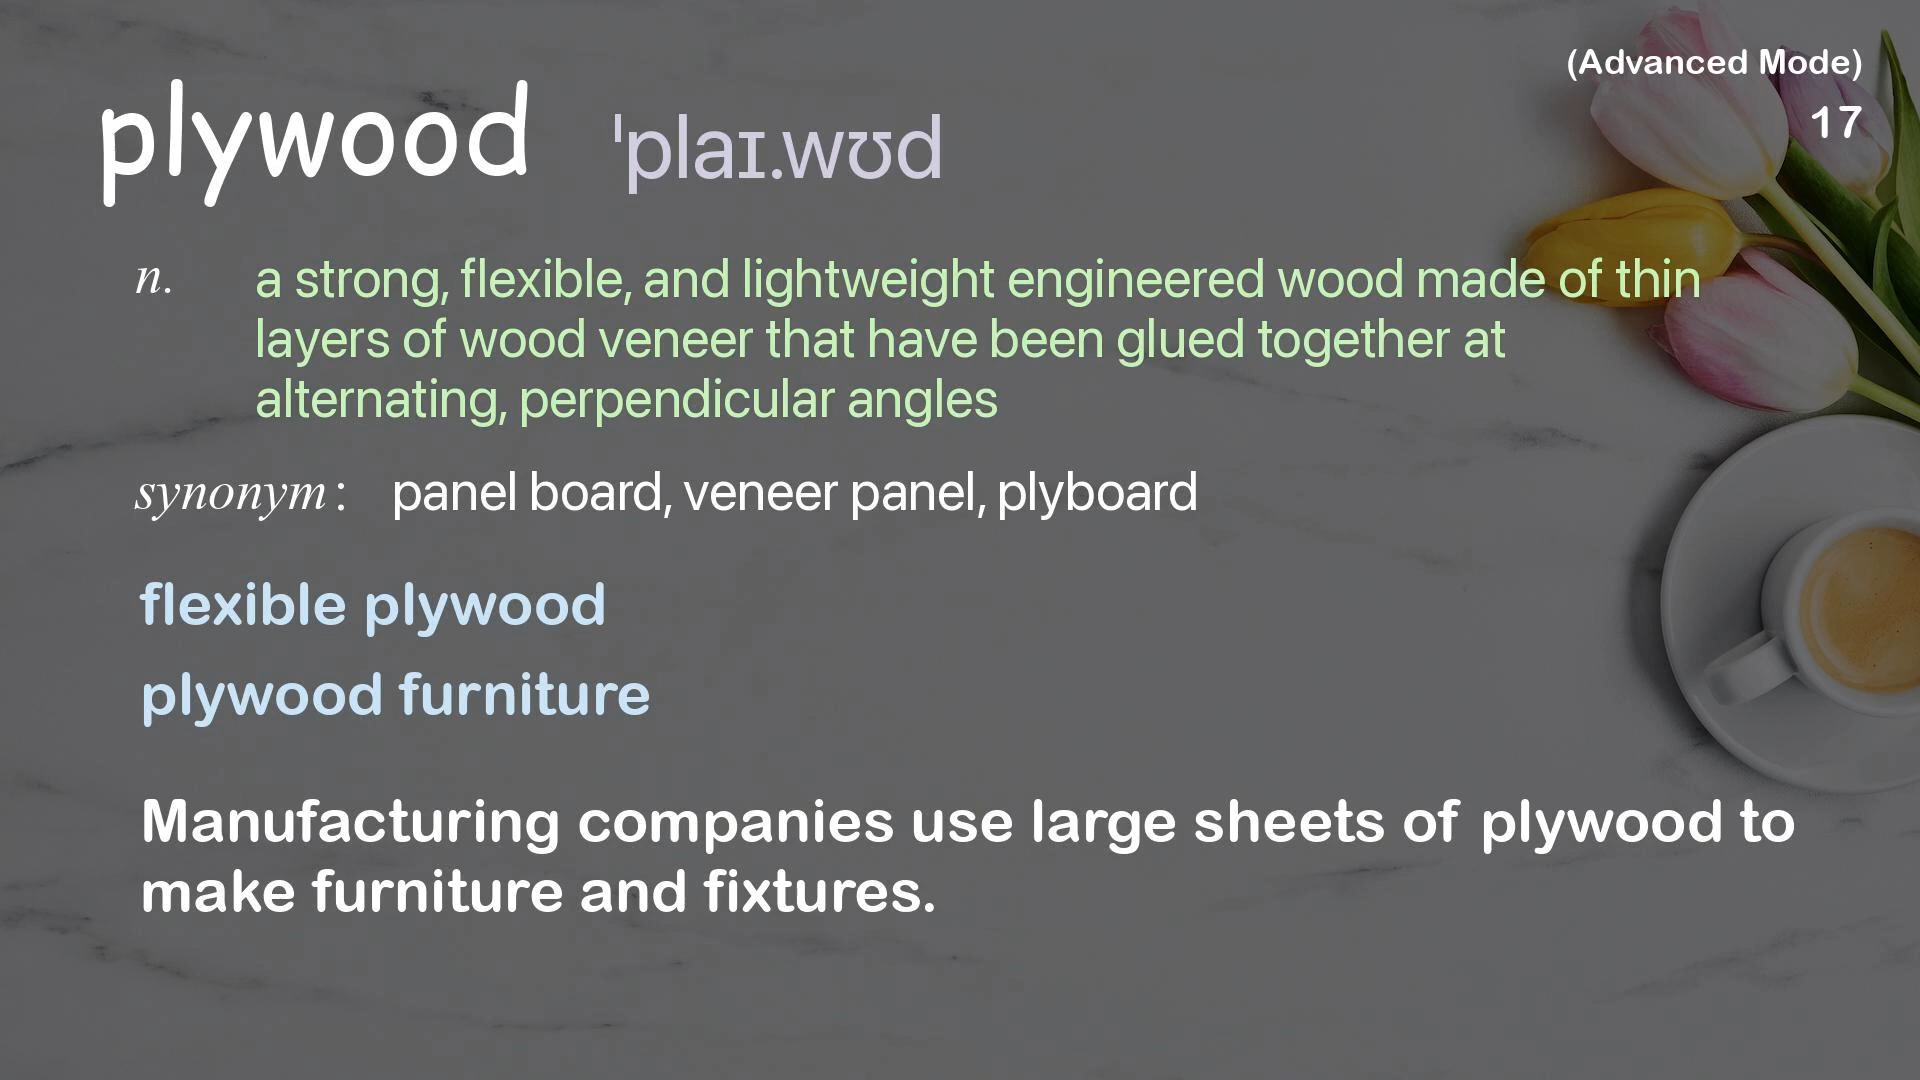 (Advanced Mode)
17
plywood ˈplaɪ.wʊd
n. a strong, flexible, and lightweight engineered wood made of thin
layers of wood veneer that have been glued together at
alternating, perpendicular angles
synonym: panel board, veneer panel, plyboard
flexible plywood
plywood furniture
Manufacturing companies use large sheets of plywood to
make furniture and fixtures.